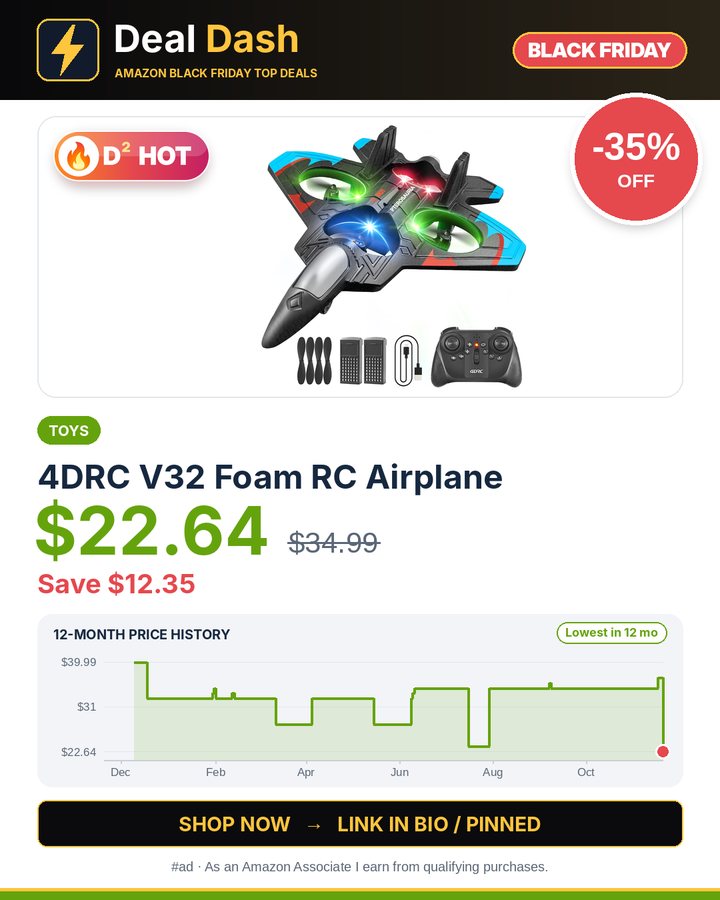 Deal Dash
AMAZON BLACK FRIDAY TOP DEALS
BLACK FRIDAY
-35%
OFF
D² HOT
TOYS
4DRC V32 Foam RC Airplane
$22.64 $34.99
Save $12.35
12-MONTH PRICE HISTORY
Lowest in 12 mo
$39.99
$31
$22.64
Dec Feb Apr Jun Aug Oct
SHOP NOW → LINK IN BIO / PINNED
#ad · As an Amazon Associate I earn from qualifying purchases.